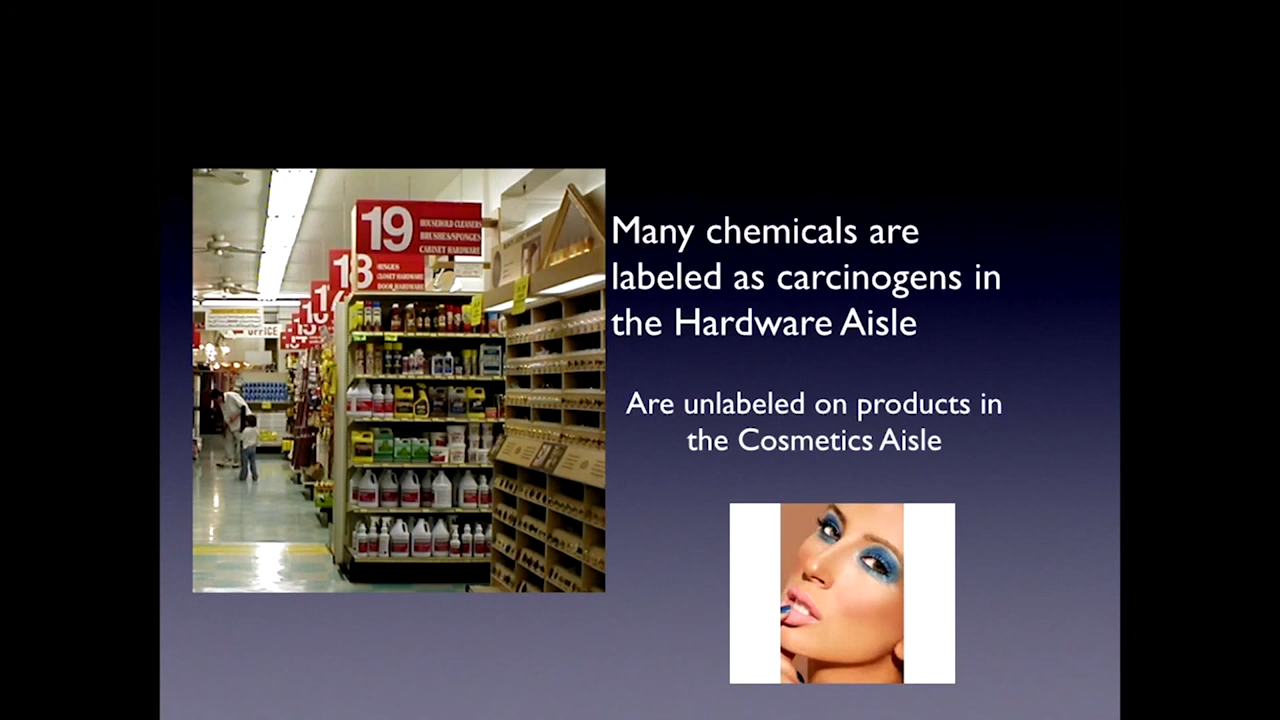 19
HOUSEHOLD CLEANERS
BRUSHES/SPONGES
CABINET HARDWARE
18
HINGES
CLOSET HARDWARE
DOOR HARDWARE
OFFICE
Many chemicals are
labeled as carcinogens in
the Hardware Aisle
Are unlabeled on products in
the Cosmetics Aisle